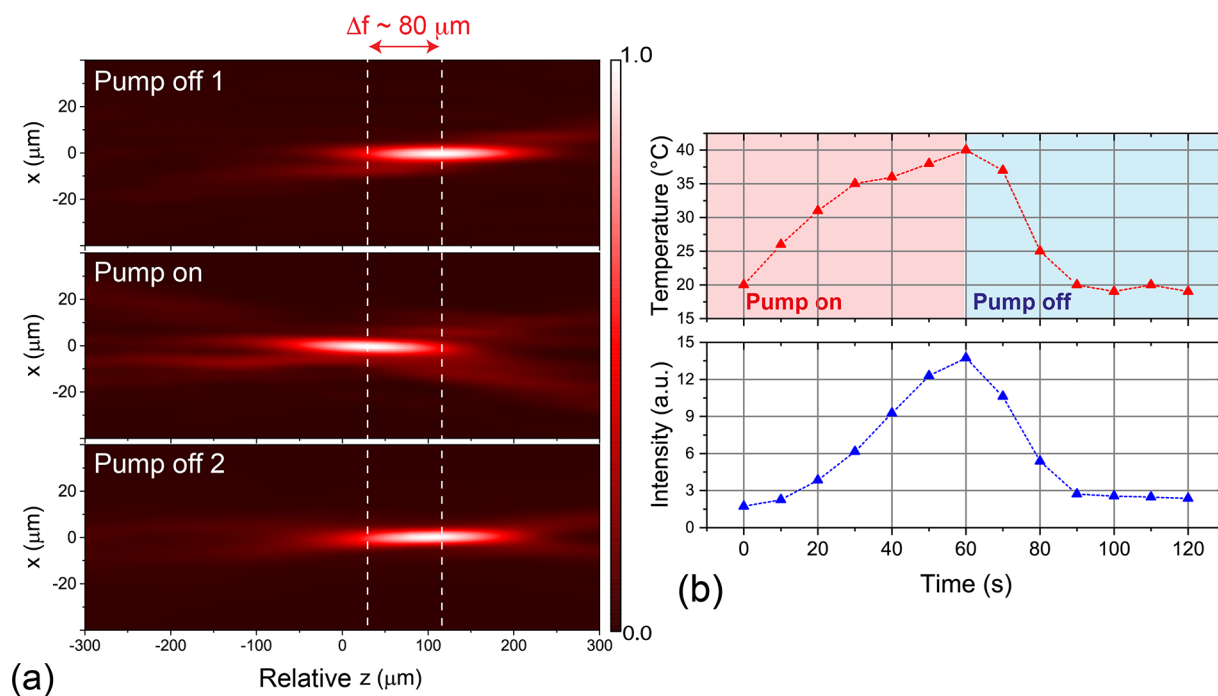 Δf ~ 80 μm
1.0
Pump off 1
x (μm)
20
0
-20
Pump on
x (μm)
20
0
-20
Pump off 2
x (μm)
20
0
-20
0.0
-300
-200
-100
0
100
200
300
Relative z (μm)
(a)
Temperature (°C)
40
35
30
25
20
15
Pump on
Pump off
Intensity (a.u.)
15
12
9
6
3
0
0
20
40
60
80
100
120
Time (s)
(b)